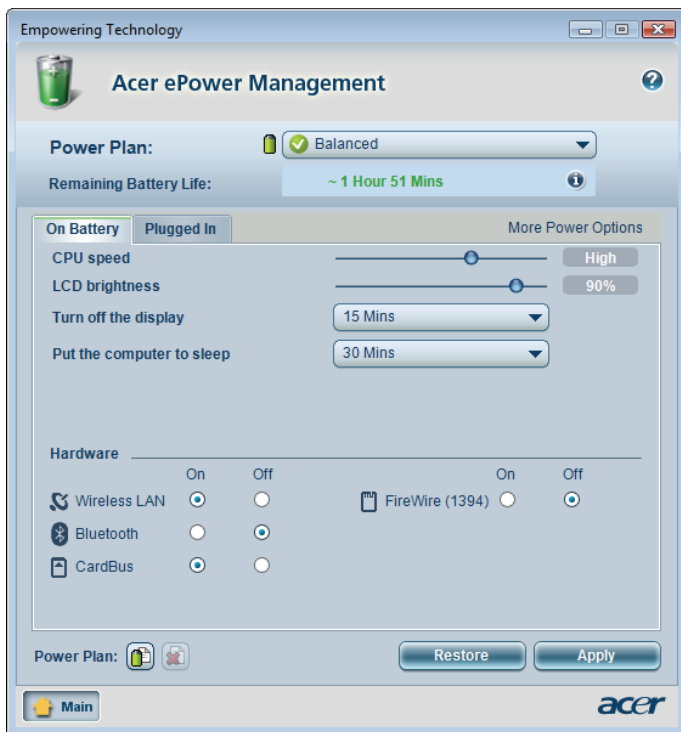 Empowering Technology
Acer ePower Management
Power Plan: Balanced
Remaining Battery Life: ~ 1 Hour 51 Mins
On Battery Plugged In More Power Options
CPU speed High
LCD brightness 90%
Turn off the display 15 Mins
Put the computer to sleep 30 Mins
Hardware
On Off On Off
Wireless LAN FireWire (1394)
Bluetooth
CardBus
Power Plan: Restore Apply
Main acer